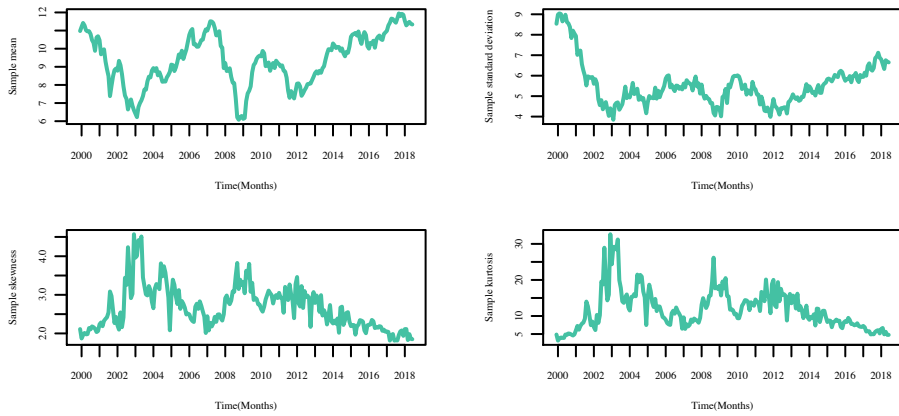 Sample mean
6 7 8 9 10 11 12
2000 2002 2004 2006 2008 2010 2012 2014 2016 2018
Time(Months)
Sample standard deviation
4 5 6 7 8 9
2000 2002 2004 2006 2008 2010 2012 2014 2016 2018
Time(Months)
Sample skewness
2.0 3.0 4.0
2000 2002 2004 2006 2008 2010 2012 2014 2016 2018
Time(Months)
Sample kurtosis
5 10 20 30
2000 2002 2004 2006 2008 2010 2012 2014 2016 2018
Time(Months)